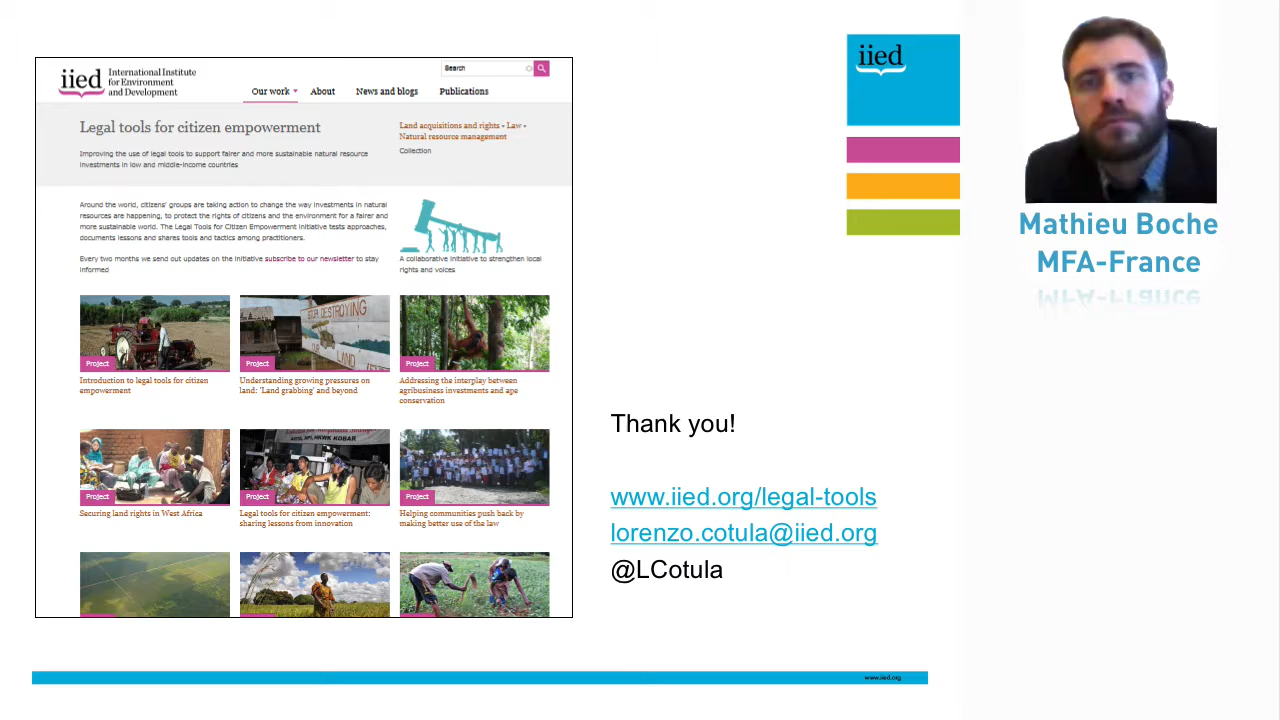 iied
International Institute
for Environment
and Development
Search
Our work
About
News and blogs
Publications
Legal tools for citizen empowerment
Improving the use of legal tools to support fairer and more sustainable natural resource
investments in low and middle-income countries
Land acquisitions and rights • Law •
Natural resource management
Collection
Around the world, citizens' groups are taking action to change the way investments in natural
resources are happening, to protect the rights of citizens and the environment for a fairer and
more sustainable world. The Legal Tools for Citizen Empowerment initiative tests approaches,
documents lessons and shares tools and tactics among practitioners.
Every two months we send out updates on the initiative subscribe to our newsletter to stay
informed
A collaborative initiative to strengthen local
rights and voices
STOP DESTROYING
OUR
LAND
Project
Project
Project
Introduction to legal tools for citizen
empowerment
Understanding growing pressures on
land: 'Land grabbing' and beyond
Addressing the interplay between
agribusiness investments and ape
conservation
Project
Project
Project
Securing land rights in West Africa
Legal tools for citizen empowerment:
sharing lessons from innovation
Helping communities push back by
making better use of the law
Thank you!
www.iied.org/legal-tools
lorenzo.cotula@iied.org
@LCotula
iied
Mathieu Boche
MFA-France
www.iied.org